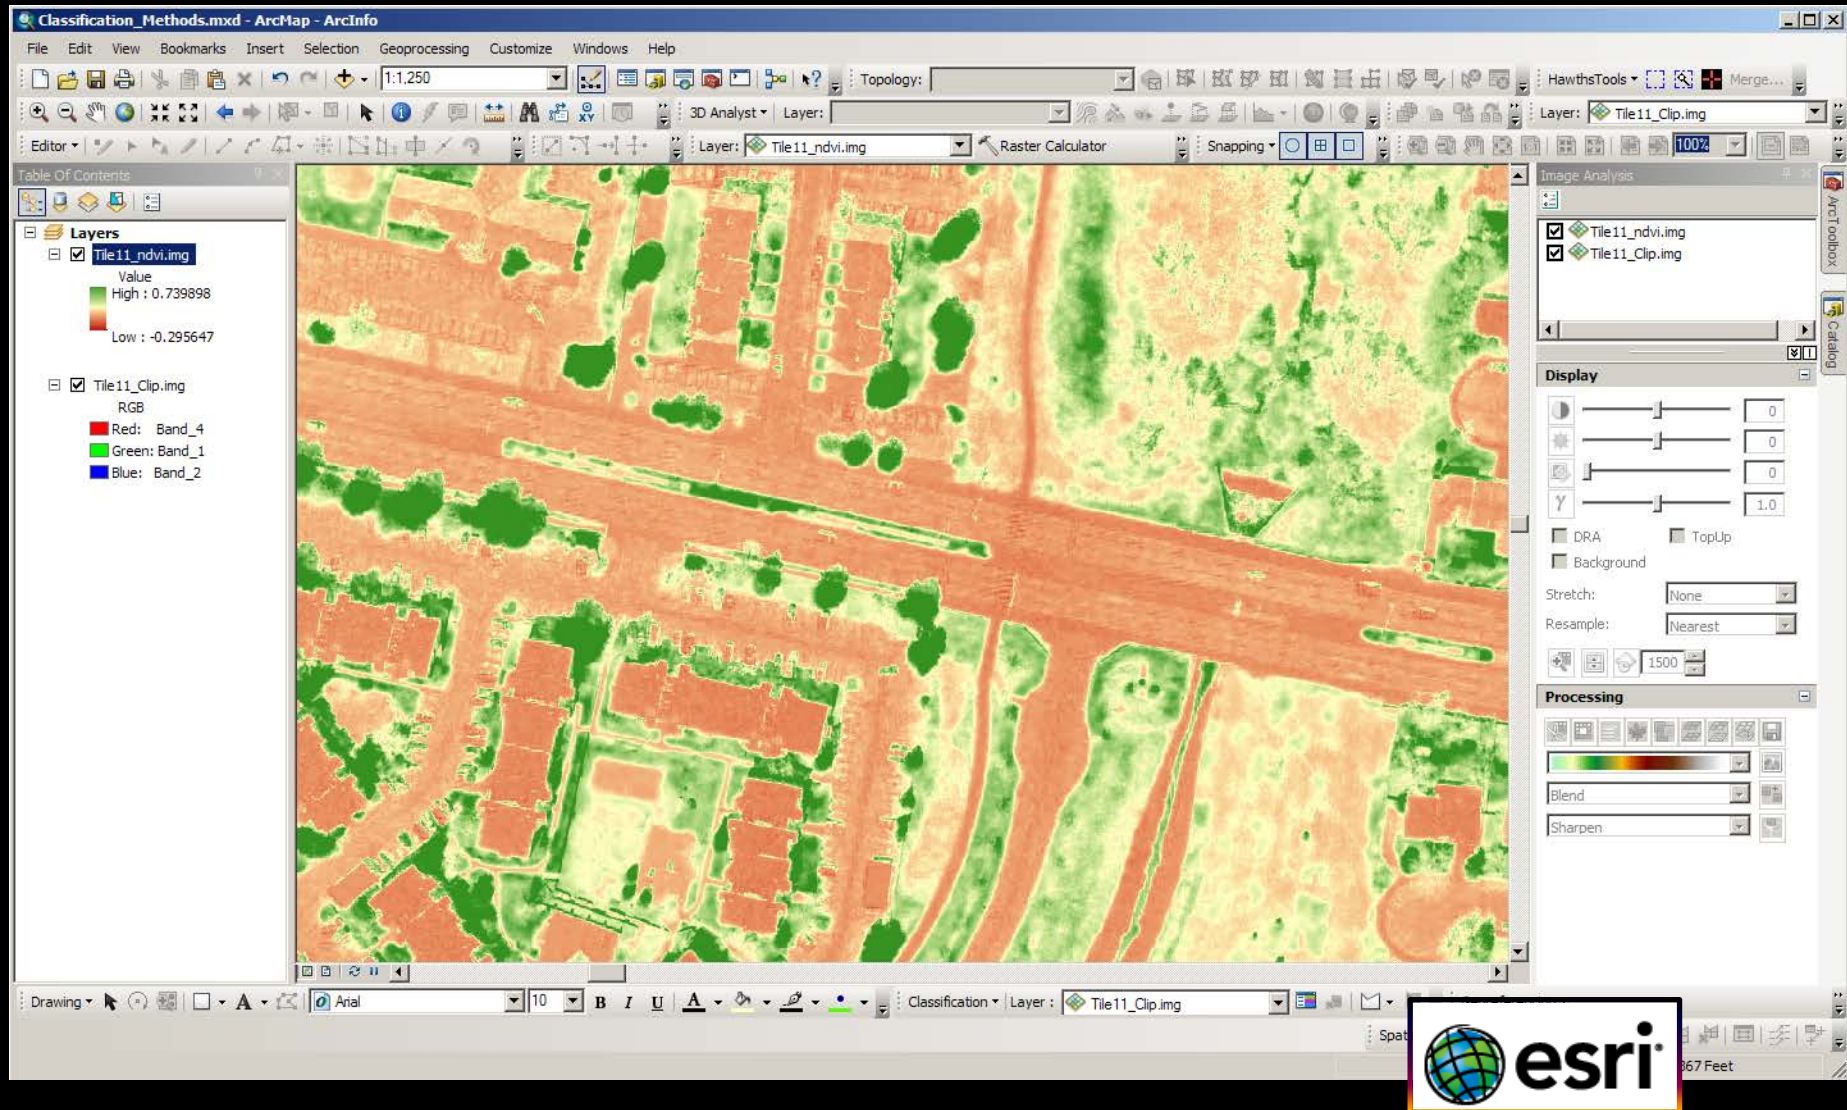 Classification_Methods.mxd - ArcMap - ArcInfo
File Edit View Bookmarks Insert Selection Geoprocessing Customize Windows Help
1:1,250 Topology: HawthsTools Merge...
3D Analyst Layer: Layer: Tile11_Clip.img
Editor Layer: Tile11_ndvi.img Raster Calculator Snapping 100%
Table Of Contents
Layers
Tile11_ndvi.img
Value
High : 0.739898
Low : -0.295647
Tile11_Clip.img
RGB
Red: Band_4
Green: Band_1
Blue: Band_2
Image Analysis
Tile11_ndvi.img
Tile11_Clip.img
Display
0
0
0
1.0
DRA TopUp
Background
Stretch: None
Resample: Nearest
1500
Processing
Blend
Sharpen
ArcToolbox
Catalog
Drawing A Arial 10 B I U A Classification Layer : Tile11_Clip.img
Spat
esri
367 Feet